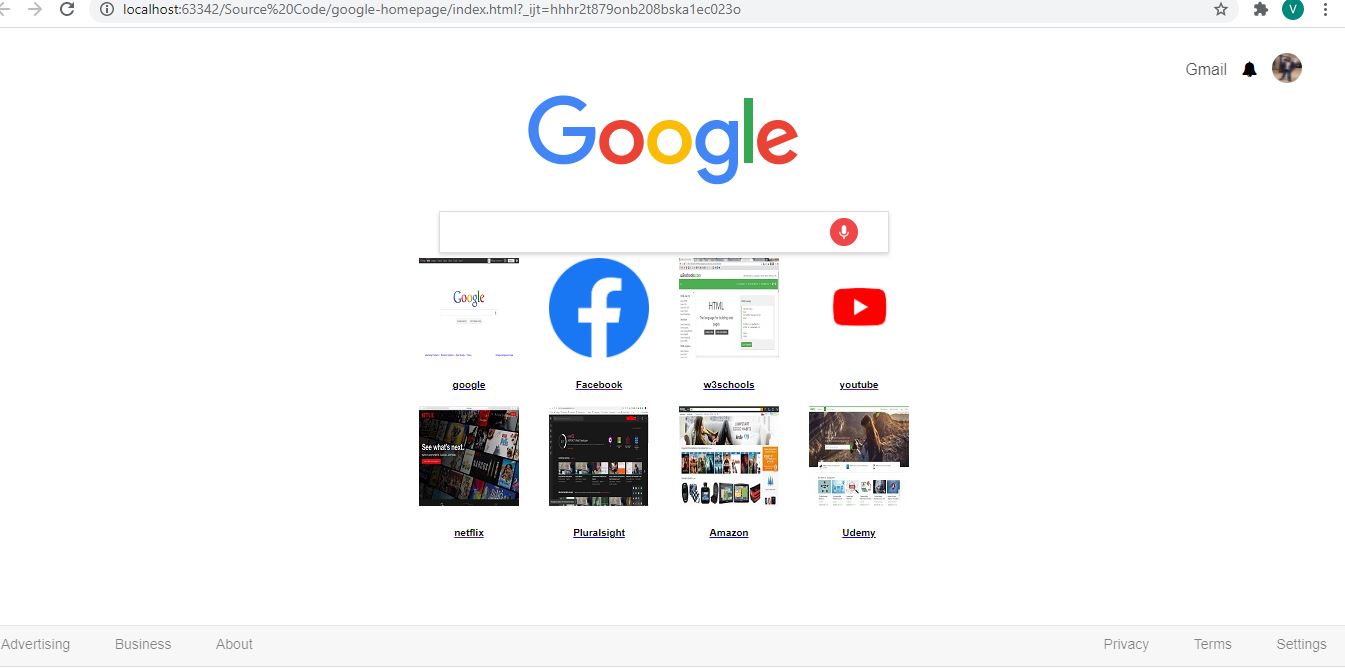 localhost:63342/Source%20Code/google-homepage/index.html?_ijt=hhhr2t879onb208bska1ec023o
V
Gmail
Google
Google
HTML
google Facebook w3schools youtube
NETFLIX
See what's next.
netflix Pluralsight Amazon Udemy
Advertising Business About Privacy Terms Settings